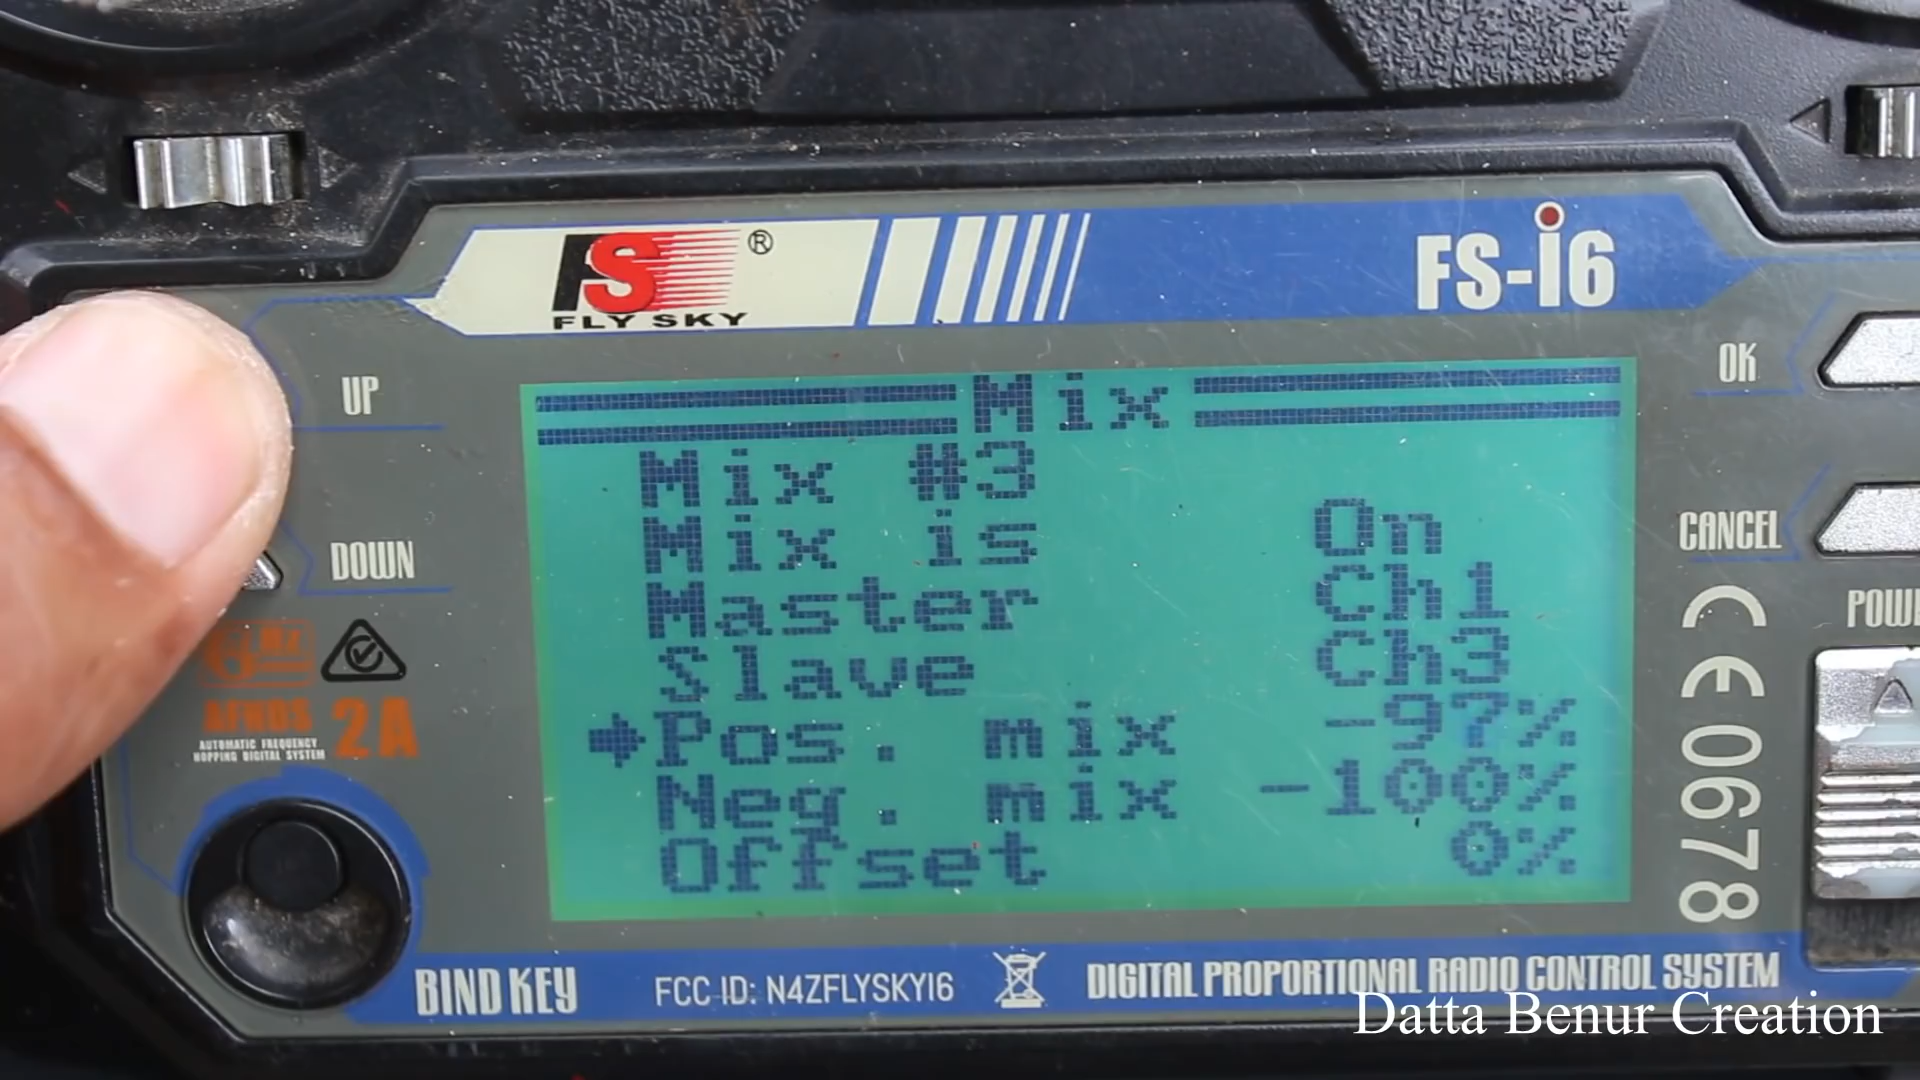 FS ®
FLY SKY
FS-i6
UP
OK
DOWN
CANCEL
Mix
Mix #3
Mix is On
Master Ch1
Slave Ch3
Pos. mix -97%
Neg. mix -100%
Offset 0%
AFHDS 2A
AUTOMATIC FREQUENCY
HOPPING DIGITAL SYSTEM
CE0678
BIND KEY
FCC ID: N4ZFLYSKYI6
DIGITAL PROPORTIONAL RADIO CONTROL SYSTEM
Datta Benur Creation